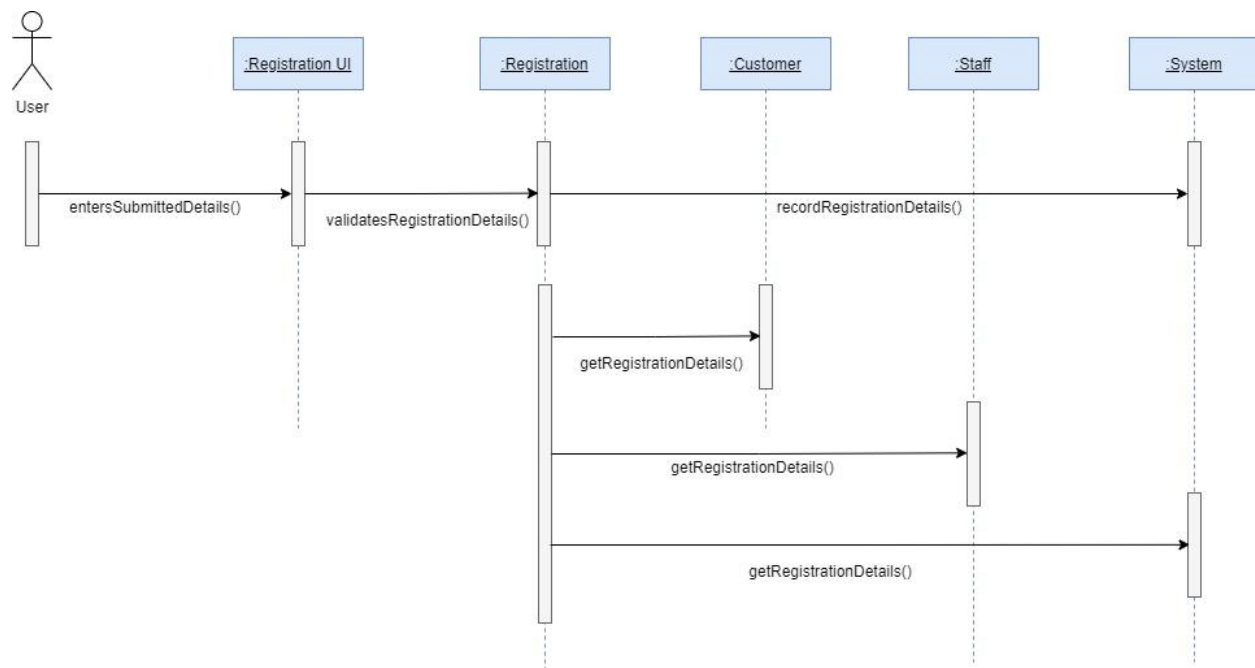 :Registration UI
:Registration
:Customer
:Staff
:System
User
entersSubmittedDetails()
validatesRegistrationDetails()
recordRegistrationDetails()
getRegistrationDetails()
getRegistrationDetails()
getRegistrationDetails()